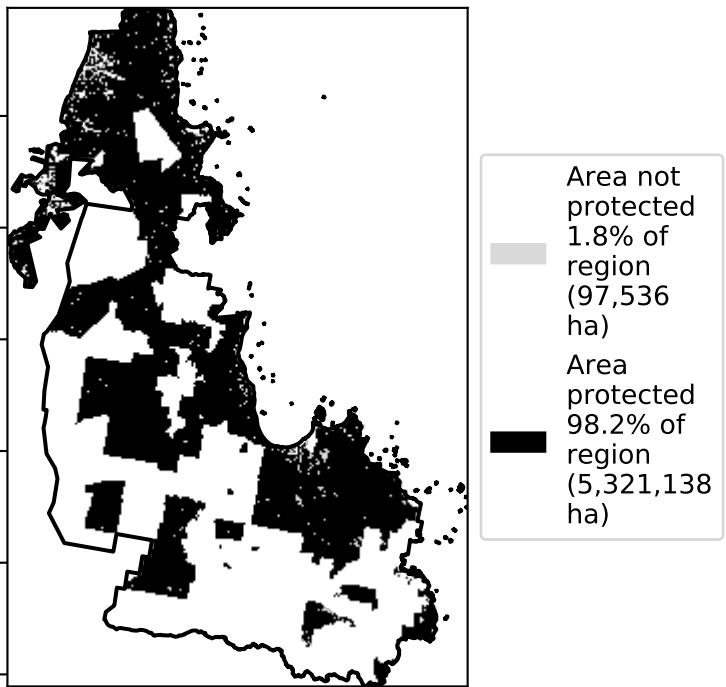 Area not
protected
1.8% of
region
(97,536
ha)
Area
protected
98.2% of
region
(5,321,138
ha)